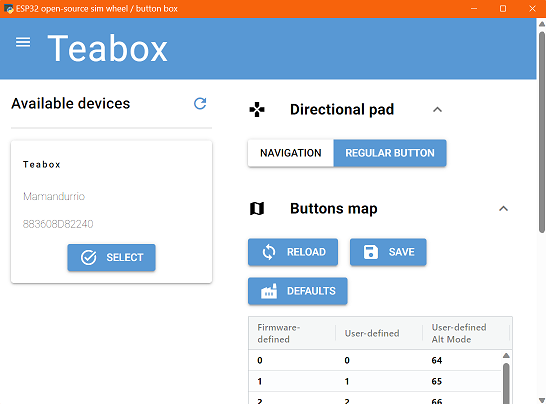 ESP32 open-source sim wheel / button box
Teabox
Available devices
Teabox
Mamandurrio
883608D82240
SELECT
Directional pad
NAVIGATION REGULAR BUTTON
Buttons map
RELOAD SAVE
DEFAULTS
Firmware-defined User-defined User-defined Alt Mode
0 0 64
1 1 65
2 2 66